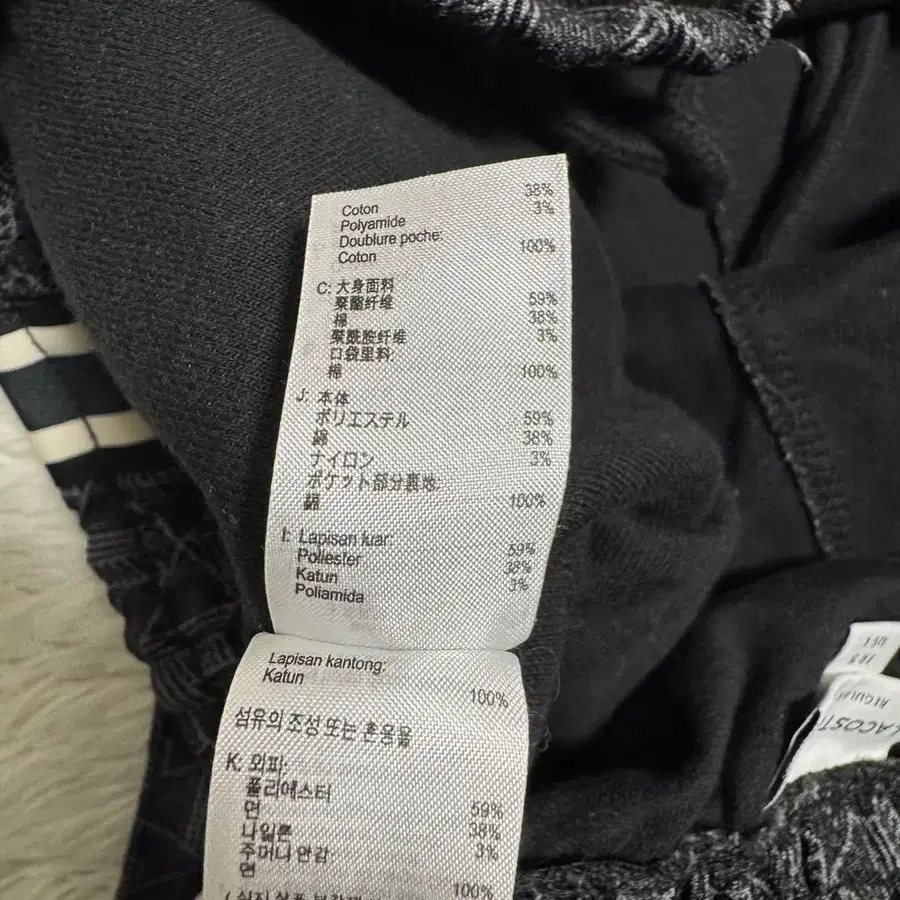 Coton 38%
Polyamide 3%
Doublure poche:
Coton 100%
C: 大身面料
聚酯纤维 59%
棉 38%
聚酰胺纤维 3%
口袋里料:
棉 100%
J: 本体
ポリエステル 59%
綿 38%
ナイロン 3%
ポケット部分裏地:
綿 100%
I: Lapisan luar:
Poliester 59%
Katun 38%
Poliamida 3%
Lapisan kantong:
Katun 100%
섬유의 조성 또는 혼용율
K: 외피:
폴리에스터 59%
면 38%
나일론 3%
주머니 안감:
면 100%
LACOST
REGULAR